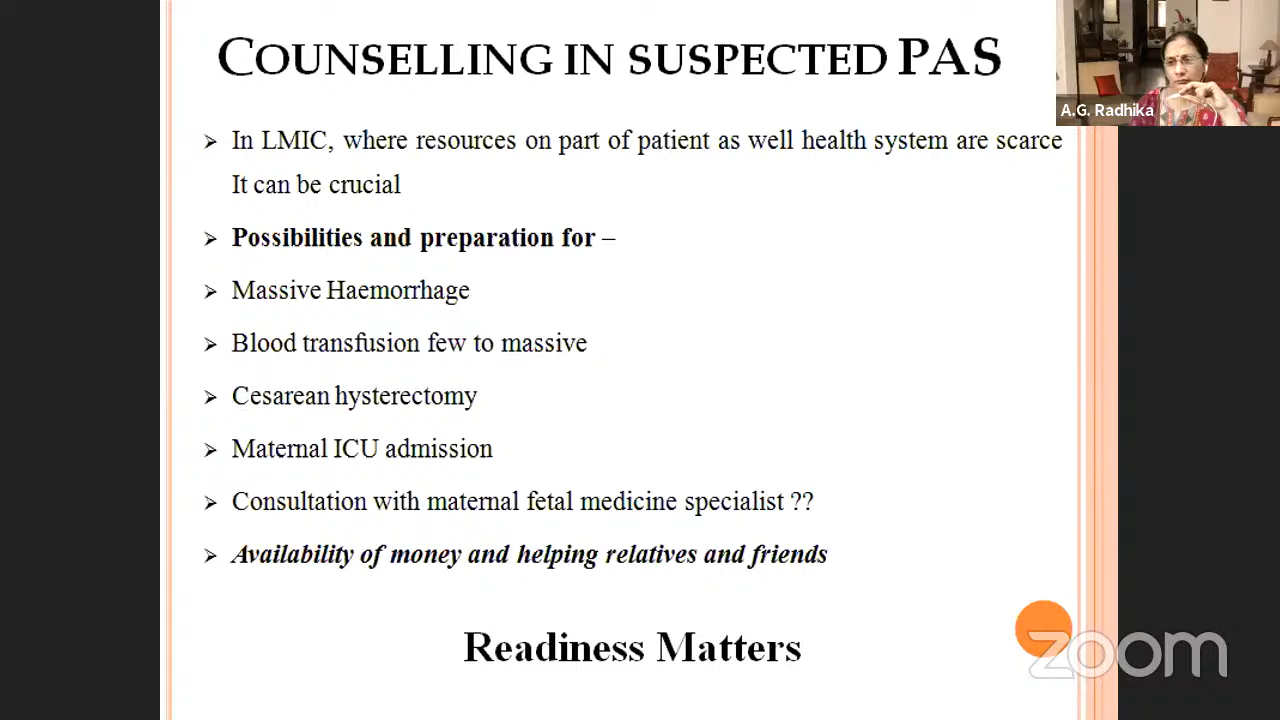 COUNSELLING IN SUSPECTED PAS
A.G. Radhika
➢ In LMIC, where resources on part of patient as well health system are scarce
It can be crucial
➢ Possibilities and preparation for –
➢ Massive Haemorrhage
➢ Blood transfusion few to massive
➢ Cesarean hysterectomy
➢ Maternal ICU admission
➢ Consultation with maternal fetal medicine specialist ??
➢ Availability of money and helping relatives and friends
Readiness Matters
zoom